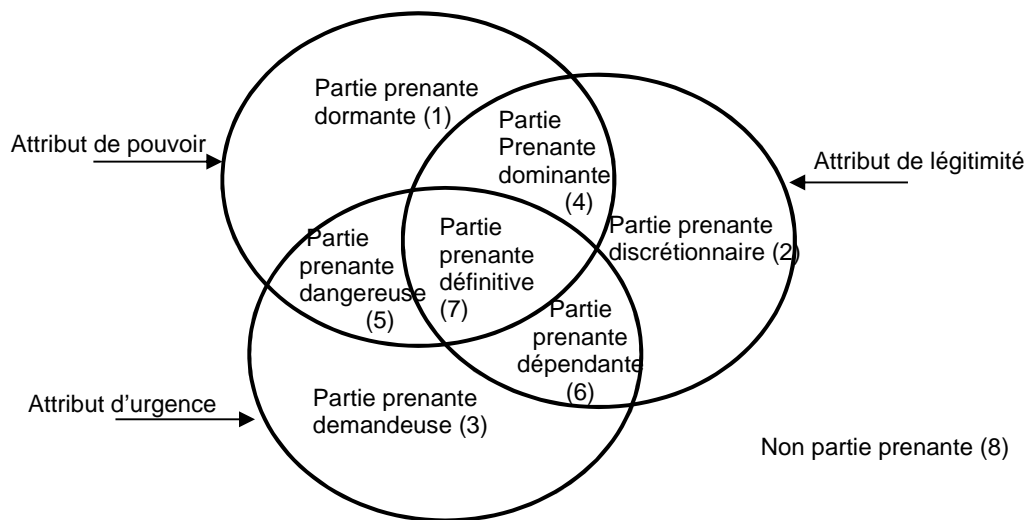 Partie prenante
dormante (1)
Partie
Prenante
dominante
(4)
Attribut de pouvoir
Attribut de légitimité
Partie prenante
discrétionnaire (2)
Partie
prenante
dangereuse
(5)
Partie
prenante
définitive
(7)
Partie
prenante
dépendante
(6)
Attribut d’urgence
Partie prenante
demandeuse (3)
Non partie prenante (8)